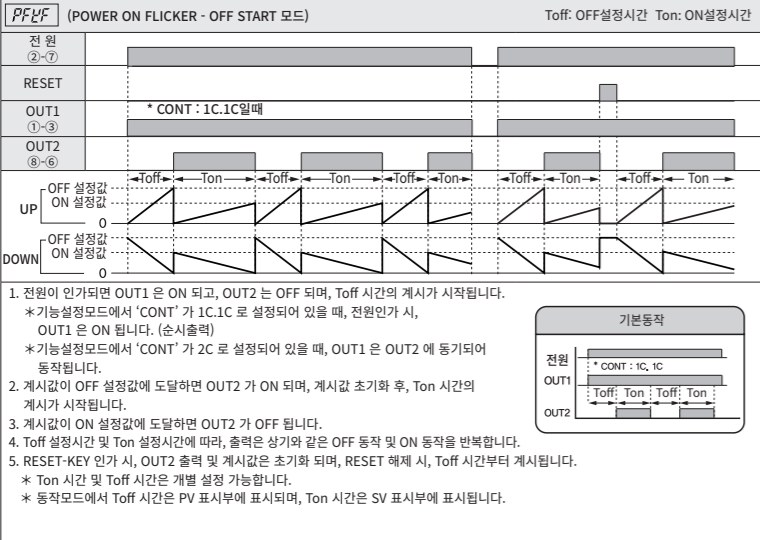 PFKF (POWER ON FLICKER - OFF START 모드) Toff: OFF설정시간 Ton: ON설정시간
전 원
②-⑦
RESET
OUT1
①-③
* CONT : 1C.1C일때
OUT2
⑧-⑥
Toff Ton Toff Ton Toff Ton Toff Ton Toff Ton
UP
OFF 설정값
ON 설정값
0
DOWN
OFF 설정값
ON 설정값
0
1. 전원이 인가되면 OUT1 은 ON 되고, OUT2 는 OFF 되며, Toff 시간의 계시가 시작됩니다.
＊기능설정모드에서 ‘CONT’ 가 1C.1C 로 설정되어 있을 때, 전원인가 시,
OUT1 은 ON 됩니다. (순시출력)
＊기능설정모드에서 ‘CONT’ 가 2C 로 설정되어 있을 때, OUT1 은 OUT2 에 동기되어
동작됩니다.
2. 계시값이 OFF 설정값에 도달하면 OUT2 가 ON 되며, 계시값 초기화 후, Ton 시간의
계시가 시작됩니다.
3. 계시값이 ON 설정값에 도달하면 OUT2 가 OFF 됩니다.
4. Toff 설정시간 및 Ton 설정시간에 따라, 출력은 상기와 같은 OFF 동작 및 ON 동작을 반복합니다.
5. RESET-KEY 인가 시, OUT2 출력 및 계시값은 초기화 되며, RESET 해제 시, Toff 시간부터 계시됩니다.
＊ Ton 시간 및 Toff 시간은 개별 설정 가능합니다.
＊ 동작모드에서 Toff 시간은 PV 표시부에 표시되며, Ton 시간은 SV 표시부에 표시됩니다.
기본동작
전원
* CONT : 1C. 1C
OUT1
Toff Ton Toff Ton
OUT2